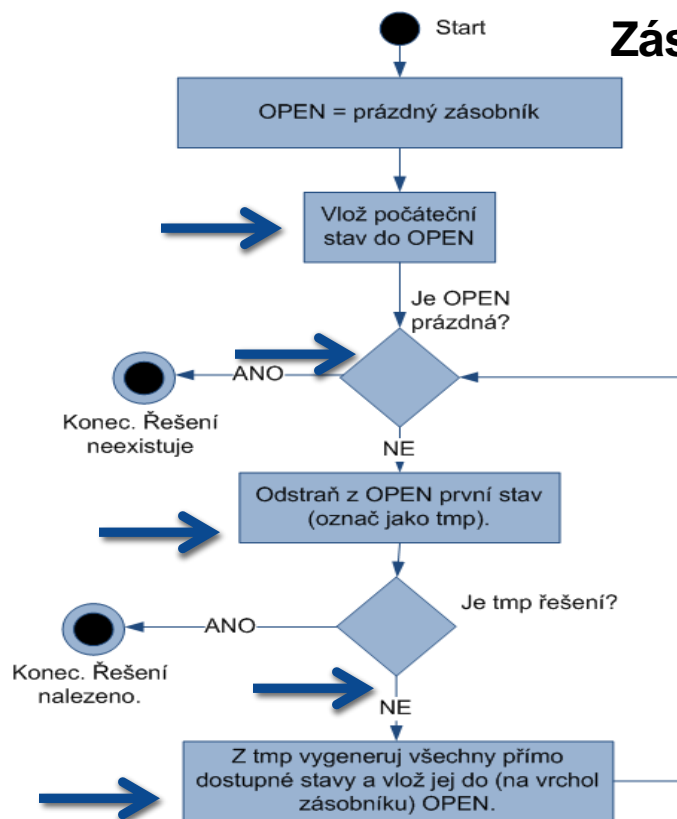 Start
Zás
OPEN = prázdný zásobník
Vlož počáteční
stav do OPEN
Je OPEN
prázdná?
ANO
Konec. Řešení
neexistuje
NE
Odstraň z OPEN první stav
(označ jako tmp).
Je tmp řešení?
ANO
Konec. Řešení
nalezeno.
NE
Z tmp vygeneruj všechny přímo
dostupné stavy a vlož jej do (na vrchol
zásobníku) OPEN.